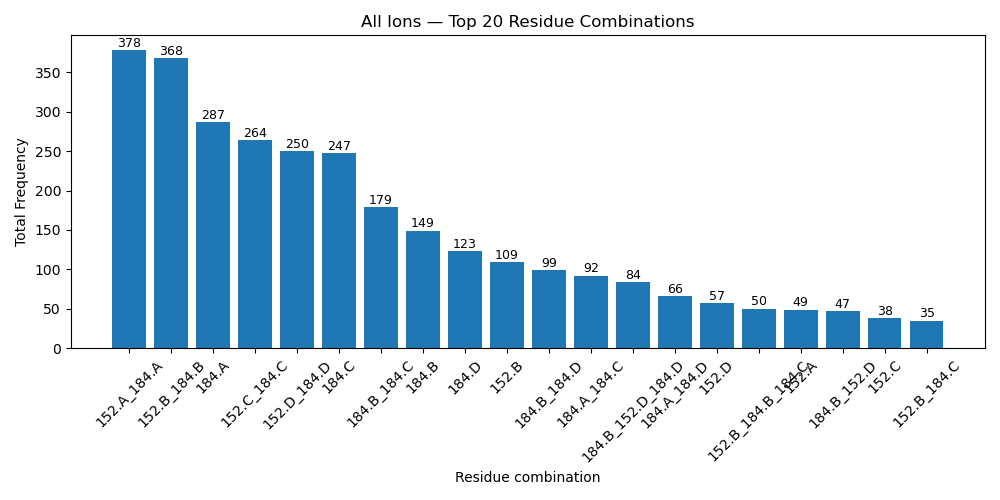 All Ions — Top 20 Residue Combinations
Total Frequency
350
300
250
200
150
100
50
0
378
368
287
264
250
247
179
149
123
109
99
92
84
66
57
50
49
47
38
35
152.A_184.A
152.B_184.B
184.A
152.C_184.C
152.D_184.D
184.C
184.B_184.C
184.B
184.D
152.B
184.B_184.D
184.A_184.C
184.B_152.D_184.D
184.A_184.D
152.D
152.B_184.B_184.C
152.A
184.B_152.D
152.C
152.B_184.C
Residue combination